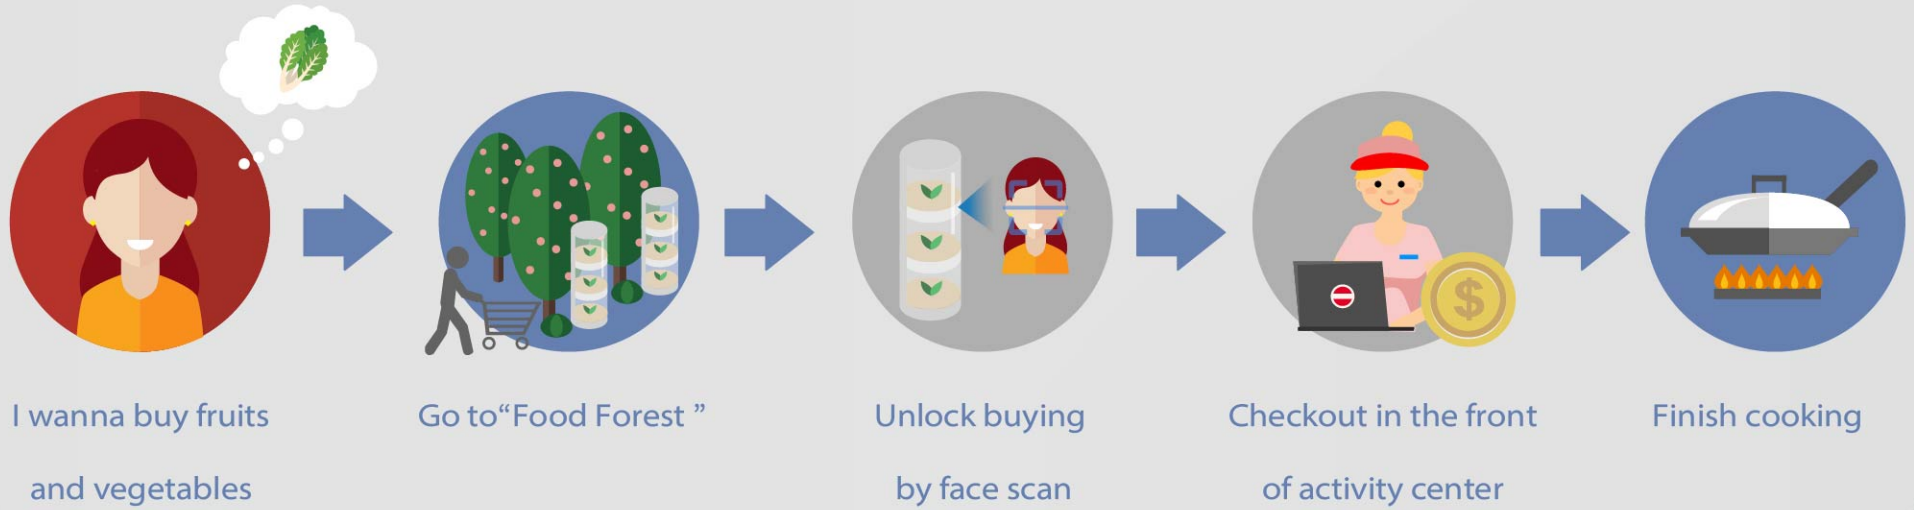 $
I wanna buy fruits
and vegetables
Go to“Food Forest ”
Unlock buying
by face scan
Checkout in the front
of activity center
Finish cooking